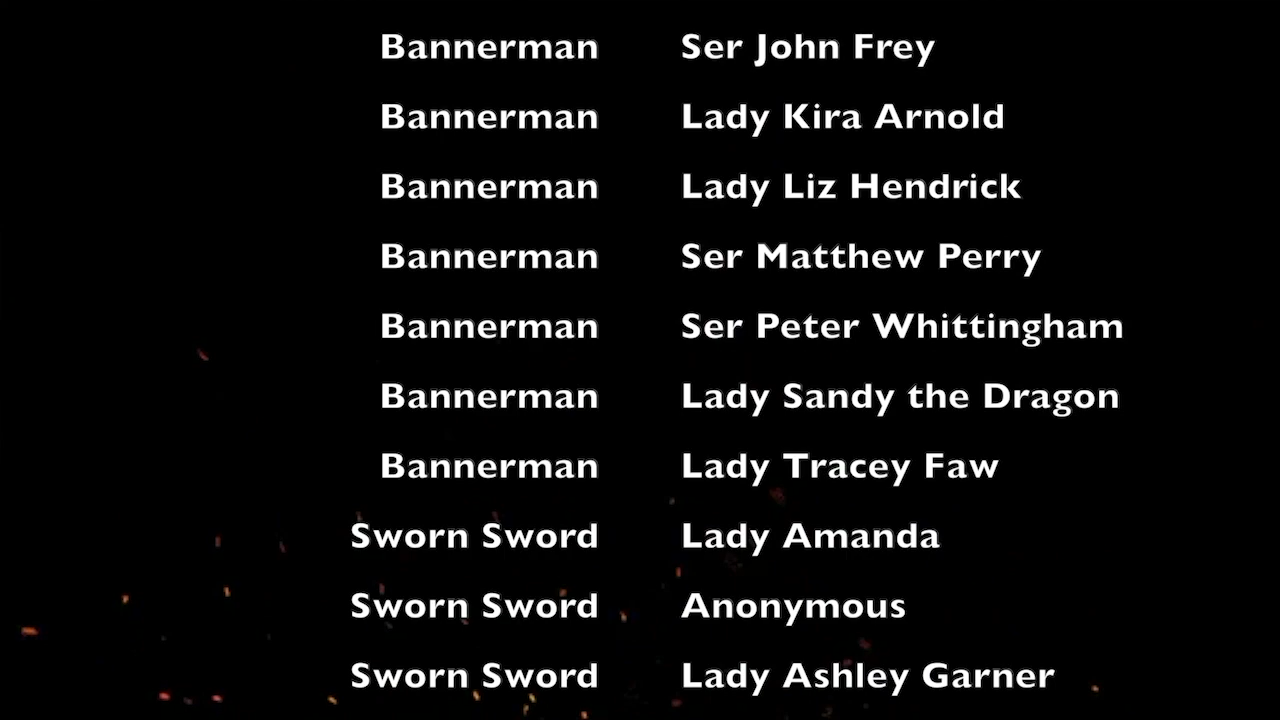 Bannerman Ser John Frey
Bannerman Lady Kira Arnold
Bannerman Lady Liz Hendrick
Bannerman Ser Matthew Perry
Bannerman Ser Peter Whittingham
Bannerman Lady Sandy the Dragon
Bannerman Lady Tracey Faw
Sworn Sword Lady Amanda
Sworn Sword Anonymous
Sworn Sword Lady Ashley Garner